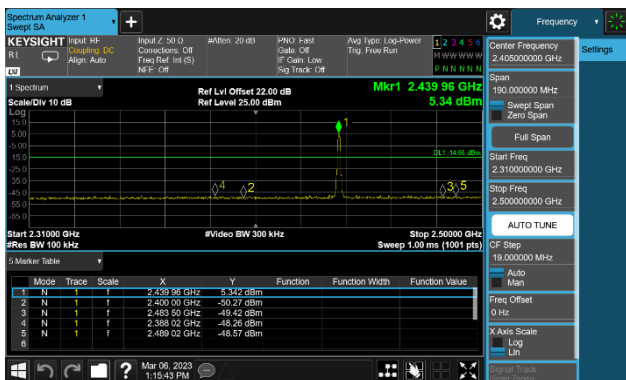 Spectrum Analyzer 1
Swept SA
+
Frequency
KEYSIGHT
Input: RF
Coupling: DC
Align: Auto
Input Z: 50 Ω
Corrections: Off
Freq Ref: Int (S)
NFE: Off
#Atten: 20 dB
PNO: Fast
Gate: Off
IF Gain: Low
Sig Track: Off
Avg Type: Log-Power
Trig: Free Run
1 2 3 4 5 6
M W W W W W
P N N N N N
RL
LXI
Center Frequency
2.405000000 GHz
Settings
1 Spectrum
Ref Lvl Offset 22.00 dB
Mkr1 2.439 96 GHz
Scale/Div 10 dB
Ref Level 25.00 dBm
5.34 dBm
Span
190.000000 MHz
Swept Span
Zero Span
Full Span
Log
15.0
5.00
-5.00
-15.0
-25.0
-35.0
-45.0
-55.0
-65.0
1
DL1 -14.66 dBm
4
2
3
5
Start Freq
2.310000000 GHz
Stop Freq
2.500000000 GHz
AUTO TUNE
Start 2.31000 GHz
#Video BW 300 kHz
Stop 2.50000 GHz
#Res BW 100 kHz
Sweep 1.00 ms (1001 pts)
CF Step
19.000000 MHz
Auto
Man
5 Marker Table
Mode Trace Scale X Y Function Function Width Function Value
1 N 1 f 2.439 96 GHz 5.342 dBm
2 N 1 f 2.400 00 GHz -50.27 dBm
3 N 1 f 2.483 50 GHz -49.42 dBm
4 N 1 f 2.388 02 GHz -48.26 dBm
5 N 1 f 2.489 02 GHz -48.57 dBm
6
Freq Offset
0 Hz
X Axis Scale
Log
Lin
Signal Track
(Span Zoom)
?
Mar 06, 2023
1:15:43 PM